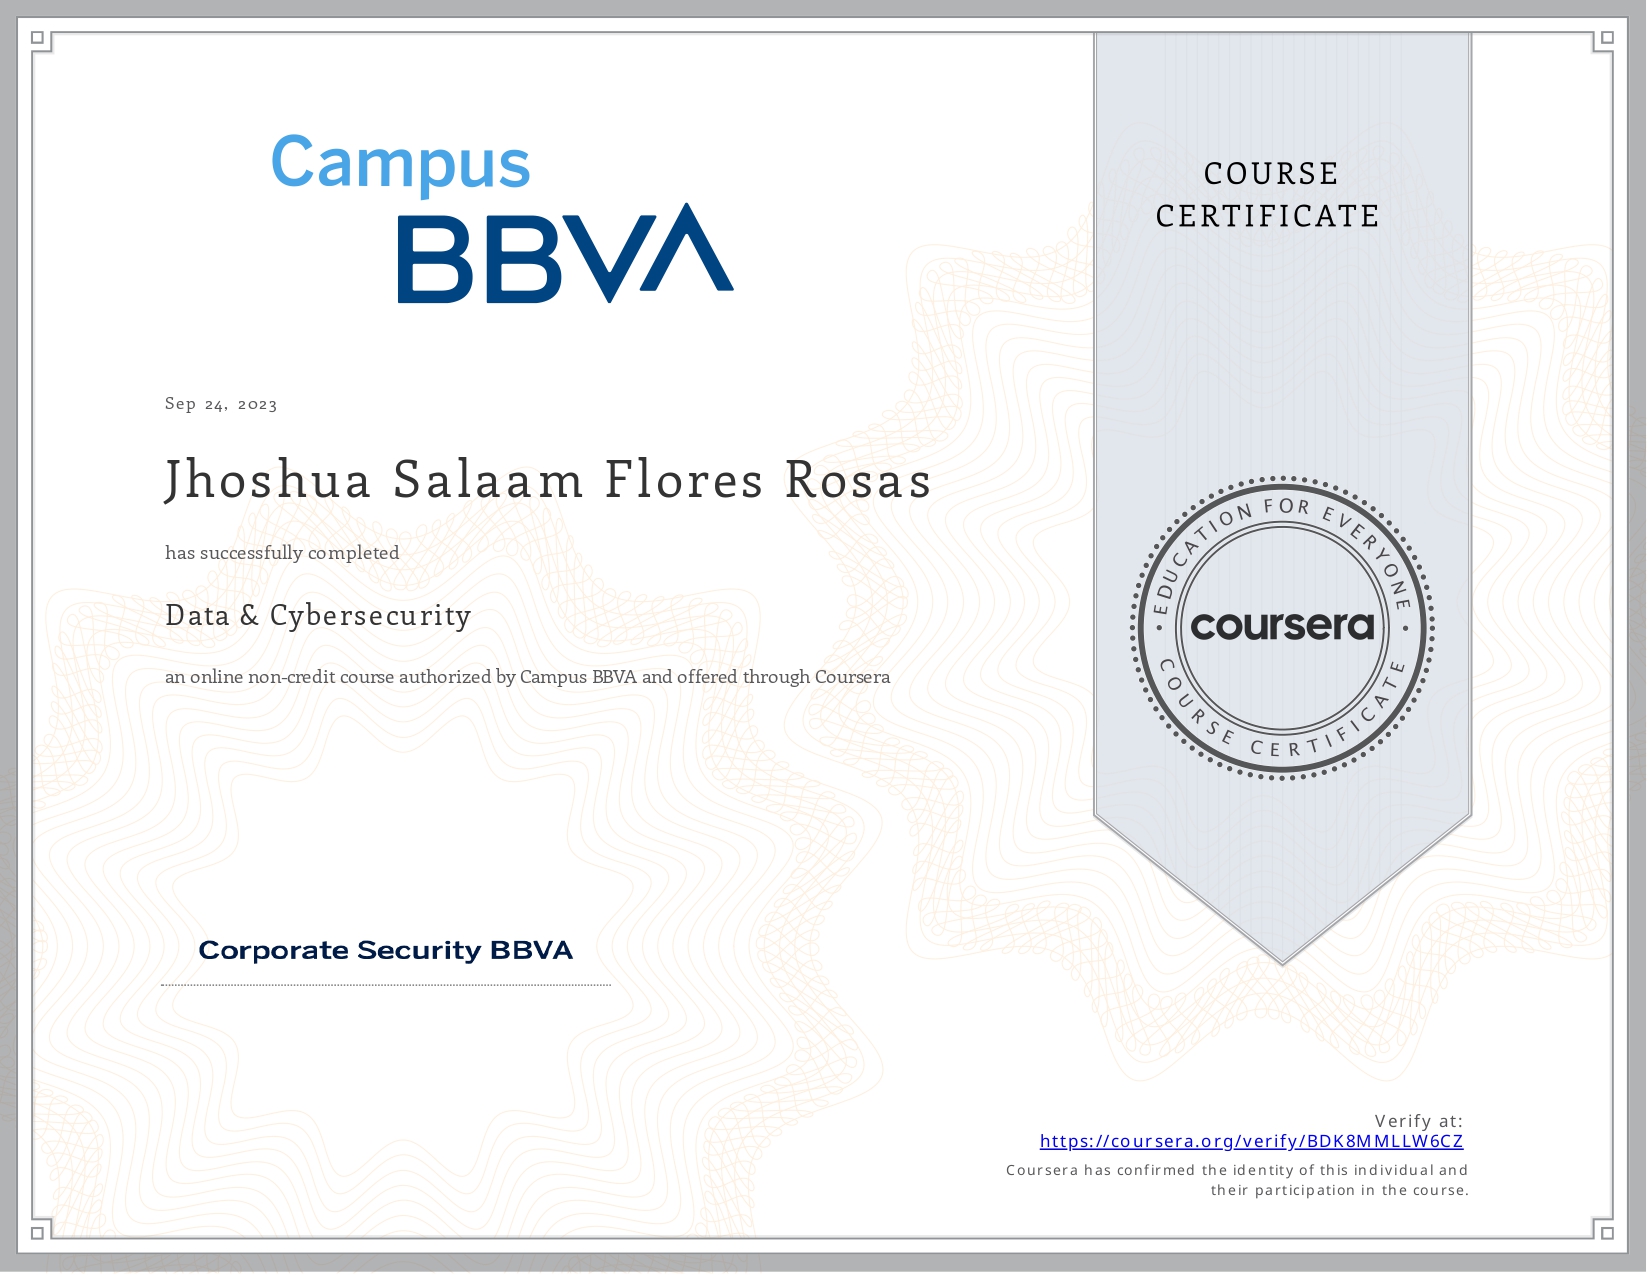 Campus
BBVA
COURSE
CERTIFICATE
Sep 24, 2023
Jhoshua Salaam Flores Rosas
has successfully completed
Data & Cybersecurity
an online non-credit course authorized by Campus BBVA and offered through Coursera
EDUCATION FOR EVERYONE
coursera
COURSE CERTIFICATE
Corporate Security BBVA
Verify at:
https://coursera.org/verify/BDK8MMLLW6CZ
Coursera has confirmed the identity of this individual and
their participation in the course.